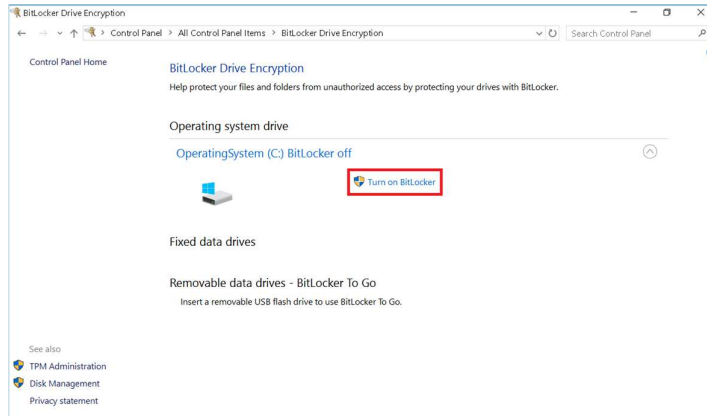 BitLocker Drive Encryption
Control Panel > All Control Panel Items > BitLocker Drive Encryption
Search Control Panel
Control Panel Home
BitLocker Drive Encryption
Help protect your files and folders from unauthorized access by protecting your drives with BitLocker.
Operating system drive
OperatingSystem (C:) BitLocker off
Turn on BitLocker
Fixed data drives
Removable data drives - BitLocker To Go
Insert a removable USB flash drive to use BitLocker To Go.
See also
TPM Administration
Disk Management
Privacy statement